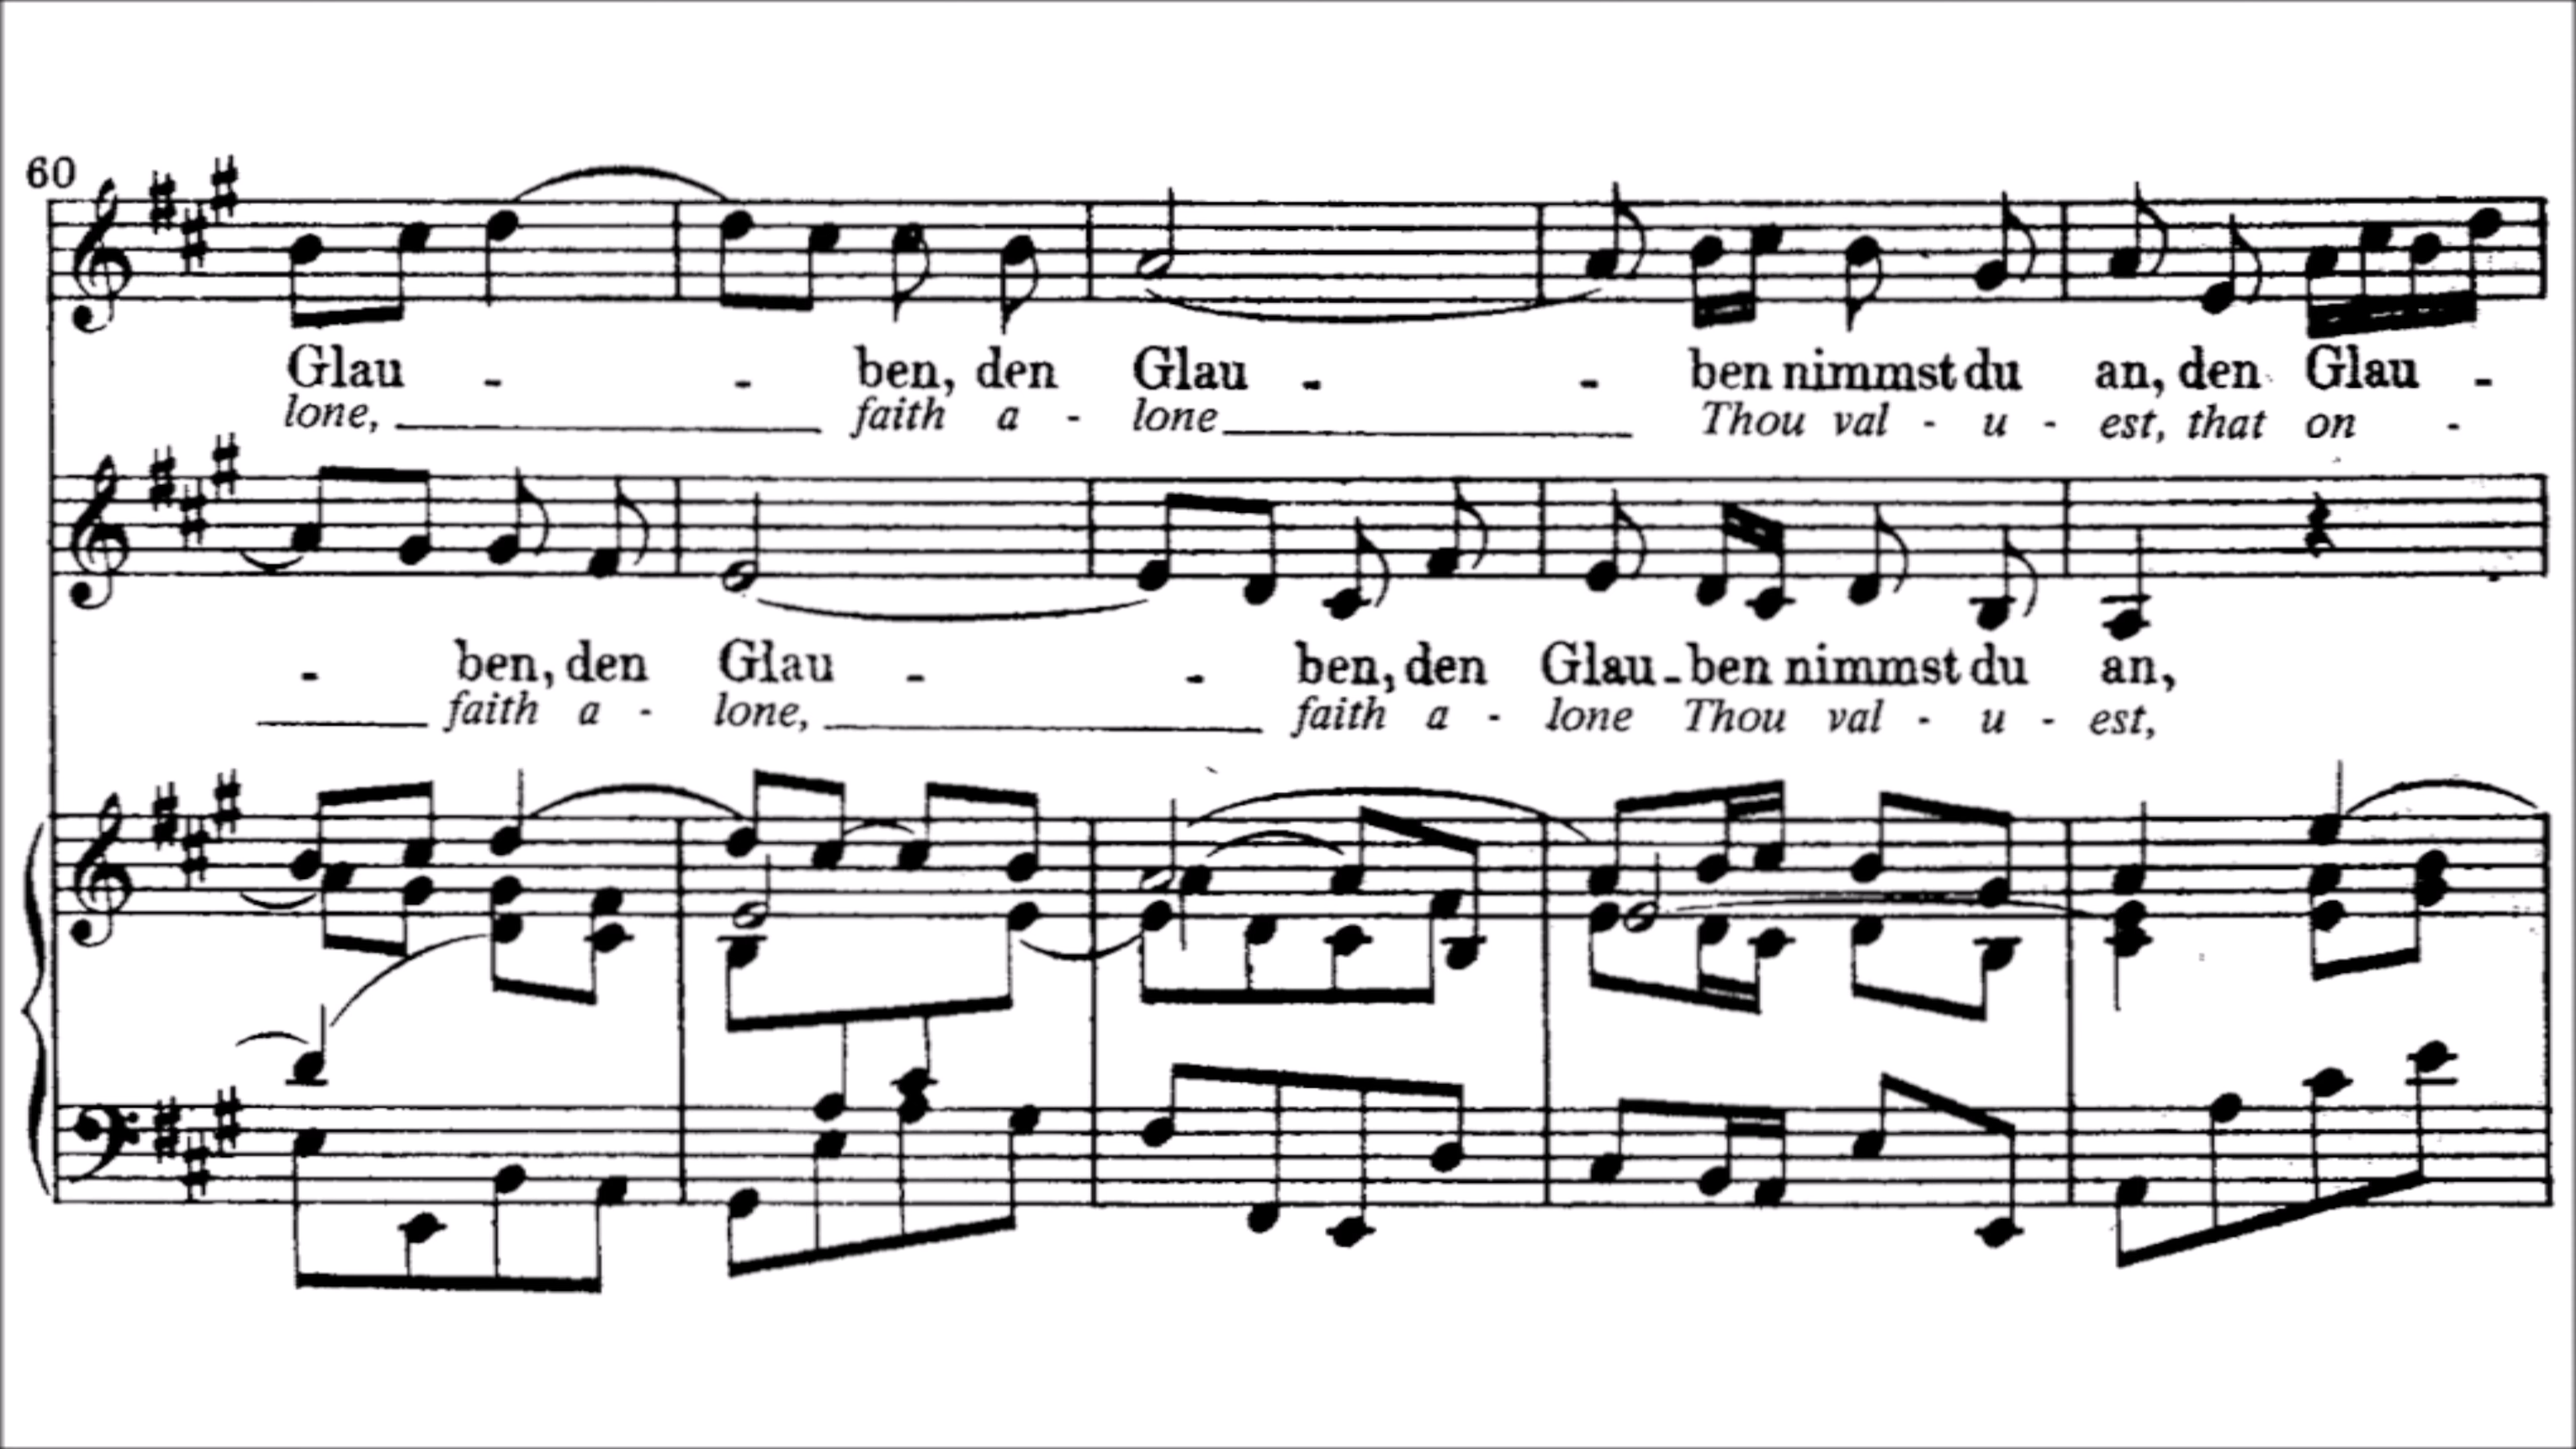 60
Glau - - ben, den Glau - - ben nimmst du an, den Glau -
lone, faith a - lone Thou val - u - est, that on -
- ben, den Glau - - ben, den Glau - ben nimmst du an,
faith a - lone, faith a - lone Thou val - u - est,